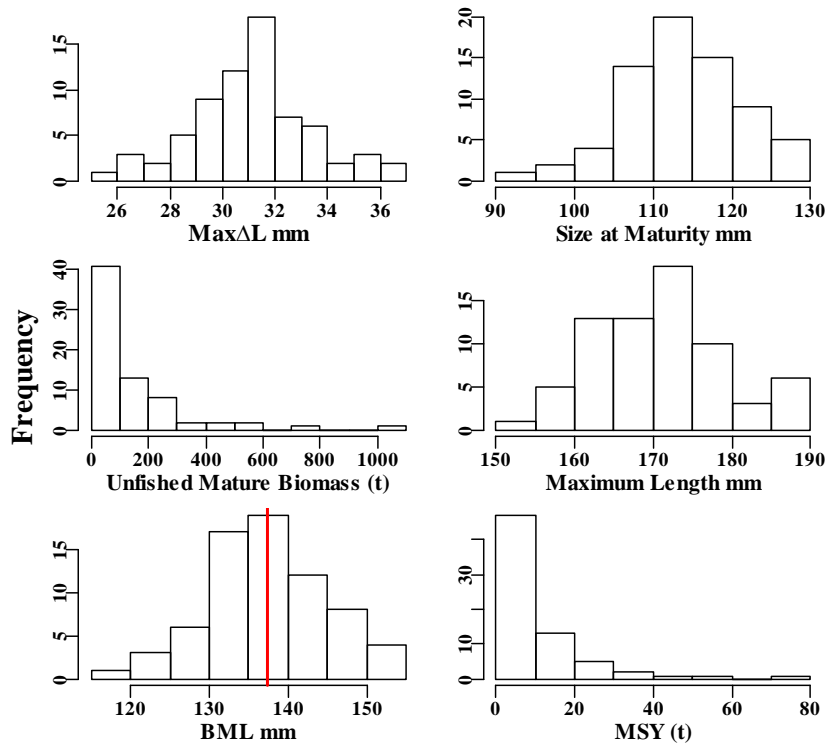 0 5 10 15
26 28 30 32 34 36
MaxΔL mm
0 5 10 15 20
90 100 110 120 130
Size at Maturity mm
Frequency
0 10 20 30 40
0 200 400 600 800 1000
Unfished Mature Biomass (t)
0 5 10 15
150 160 170 180 190
Maximum Length mm
0 5 10 15
120 130 140 150
BML mm
0 10 30
0 20 40 60 80
MSY (t)